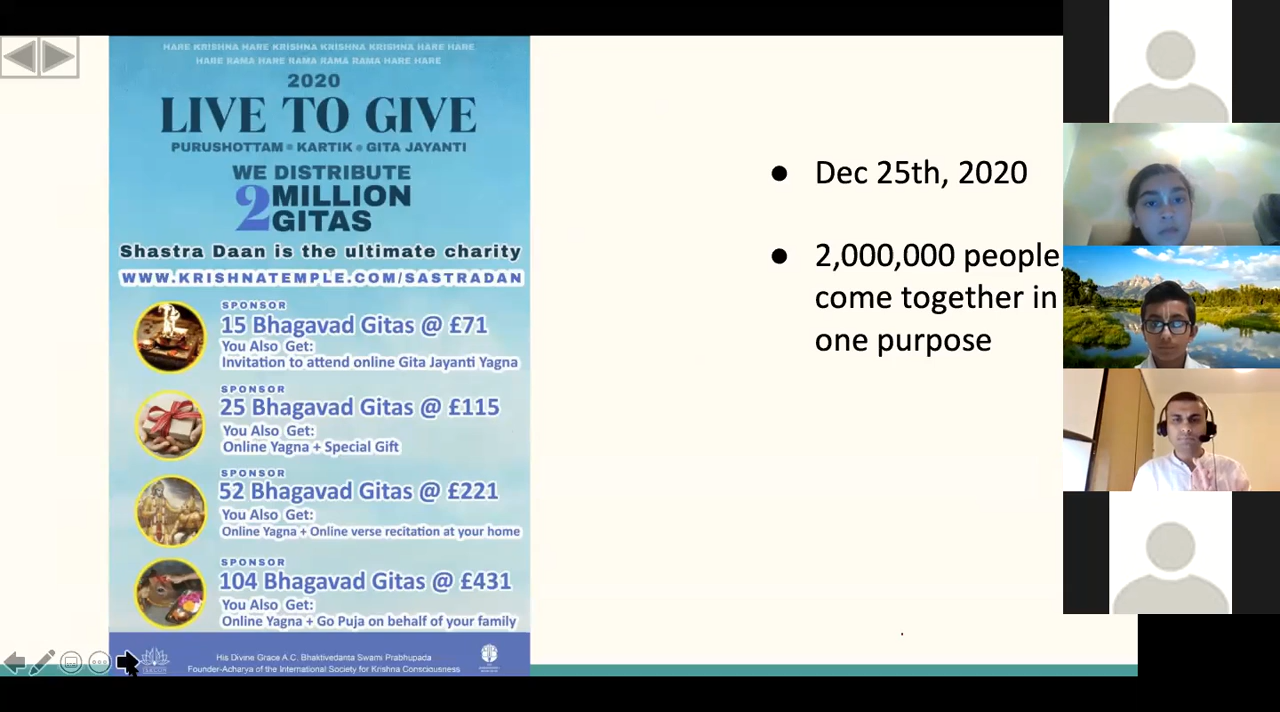 HARE KRISHNA HARE KRISHNA KRISHNA KRISHNA HARE HARE
HARE RAMA HARE RAMA RAMA RAMA HARE HARE
2020
LIVE TO GIVE
PURUSHOTTAM • KARTIK • GITA JAYANTI
WE DISTRIBUTE
2 MILLION
GITAS
Shastra Daan is the ultimate charity
WWW.KRISHNATEMPLE.COM/SASTRADAN
SPONSOR
15 Bhagavad Gitas @ £71
You Also Get:
Invitation to attend online Gita Jayanti Yagna
SPONSOR
25 Bhagavad Gitas @ £115
You Also Get:
Online Yagna + Special Gift
SPONSOR
52 Bhagavad Gitas @ £221
You Also Get:
Online Yagna + Online verse recitation at your home
SPONSOR
104 Bhagavad Gitas @ £431
You Also Get:
Online Yagna + Go Puja on behalf of your family
His Divine Grace A.C. Bhaktivedanta Swami Prabhupada
Founder-Acharya of the International Society for Krishna Consciousness
● Dec 25th, 2020
● 2,000,000 people,
come together in
one purpose